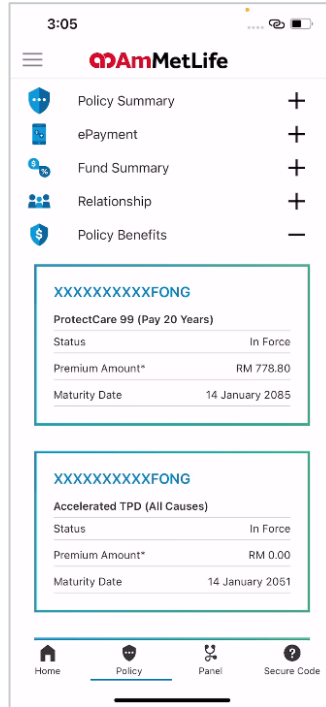 3:05
AmMetLife
Policy Summary
ePayment
Fund Summary
Relationship
Policy Benefits
XXXXXXXXXXFONG
ProtectCare 99 (Pay 20 Years)
Status In Force
Premium Amount* RM 778.80
Maturity Date 14 January 2085
XXXXXXXXXXFONG
Accelerated TPD (All Causes)
Status In Force
Premium Amount* RM 0.00
Maturity Date 14 January 2051
Home Policy Panel Secure Code